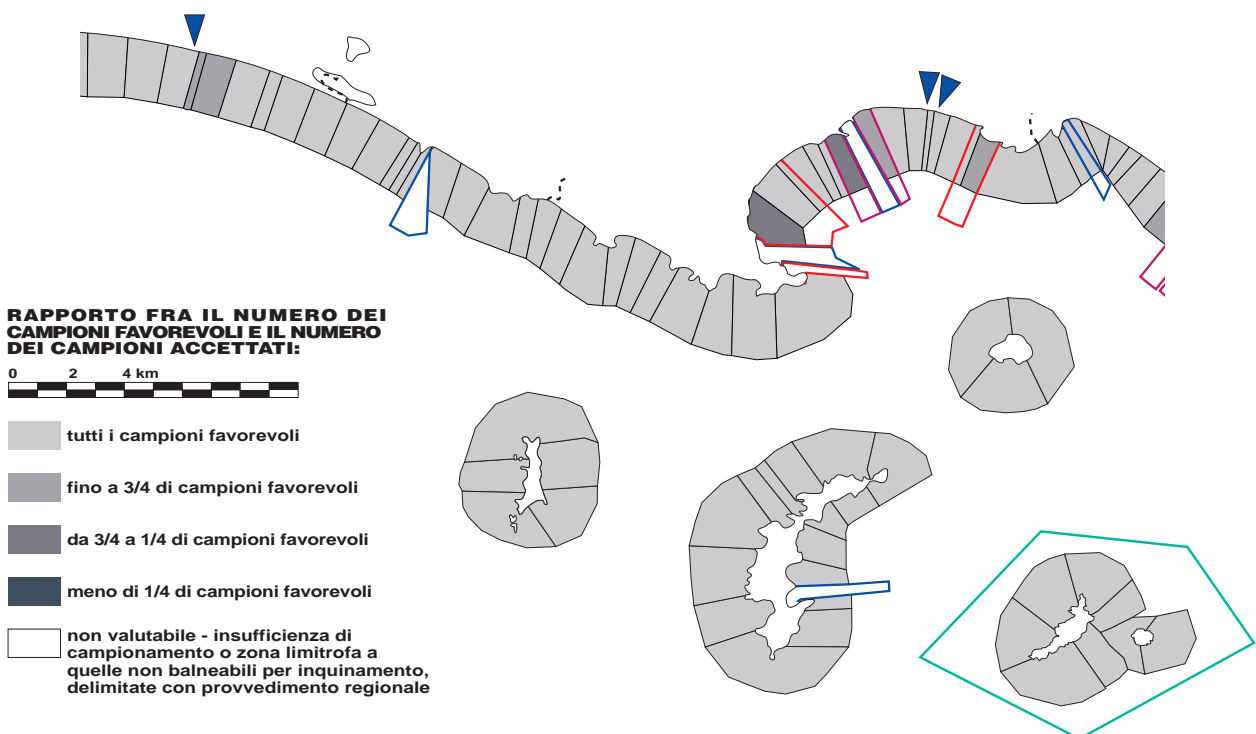 RAPPORTO FRA IL NUMERO DEI
CAMPIONI FAVOREVOLI E IL NUMERO
DEI CAMPIONI ACCETTATI:
0 2 4 km
tutti i campioni favorevoli
fino a 3/4 di campioni favorevoli
da 3/4 a 1/4 di campioni favorevoli
meno di 1/4 di campioni favorevoli
non valutabile - insufficienza di
campionamento o zona limitrofa a
quelle non balneabili per inquinamento,
delimitate con provvedimento regionale